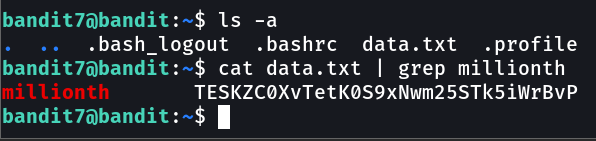 bandit7@bandit:~$ ls -a
.  ..  .bash_logout  .bashrc  data.txt  .profile
bandit7@bandit:~$ cat data.txt | grep millionth
millionth       TESKZC0XvTetK0S9xNwm25STk5iWrBvP
bandit7@bandit:~$